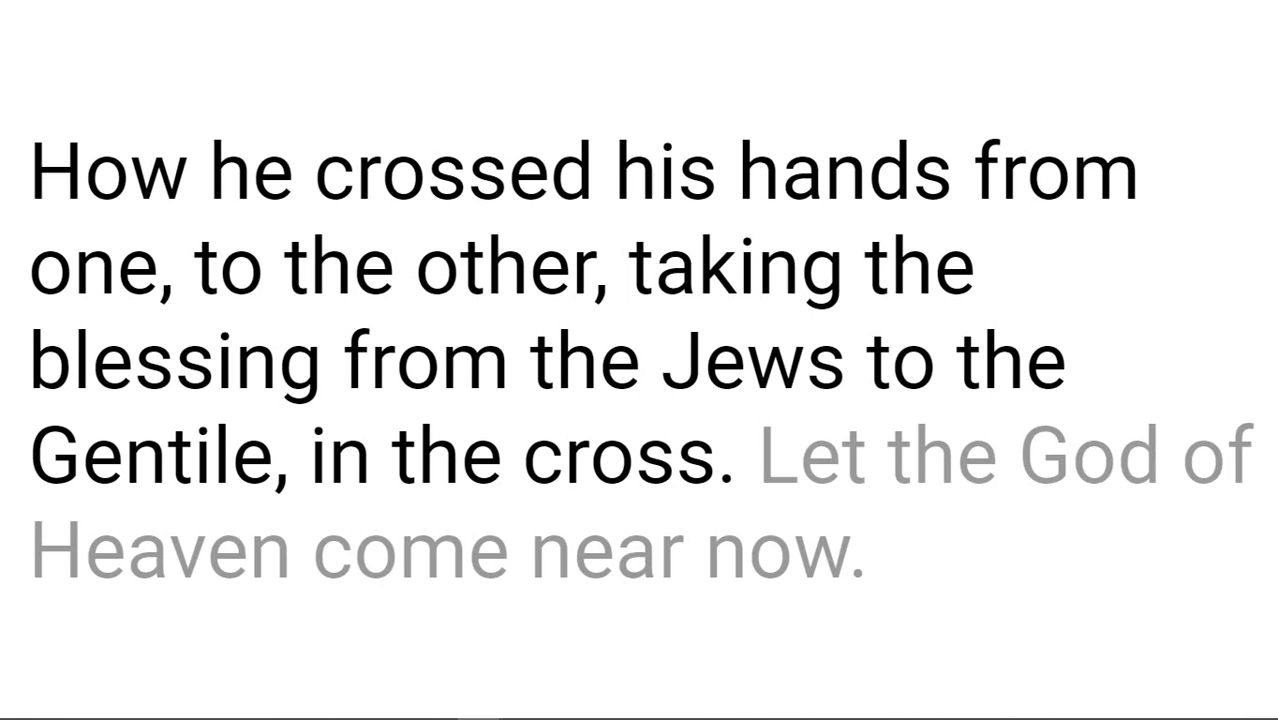 How he crossed his hands from
one, to the other, taking the
blessing from the Jews to the
Gentile, in the cross. Let the God of
Heaven come near now.